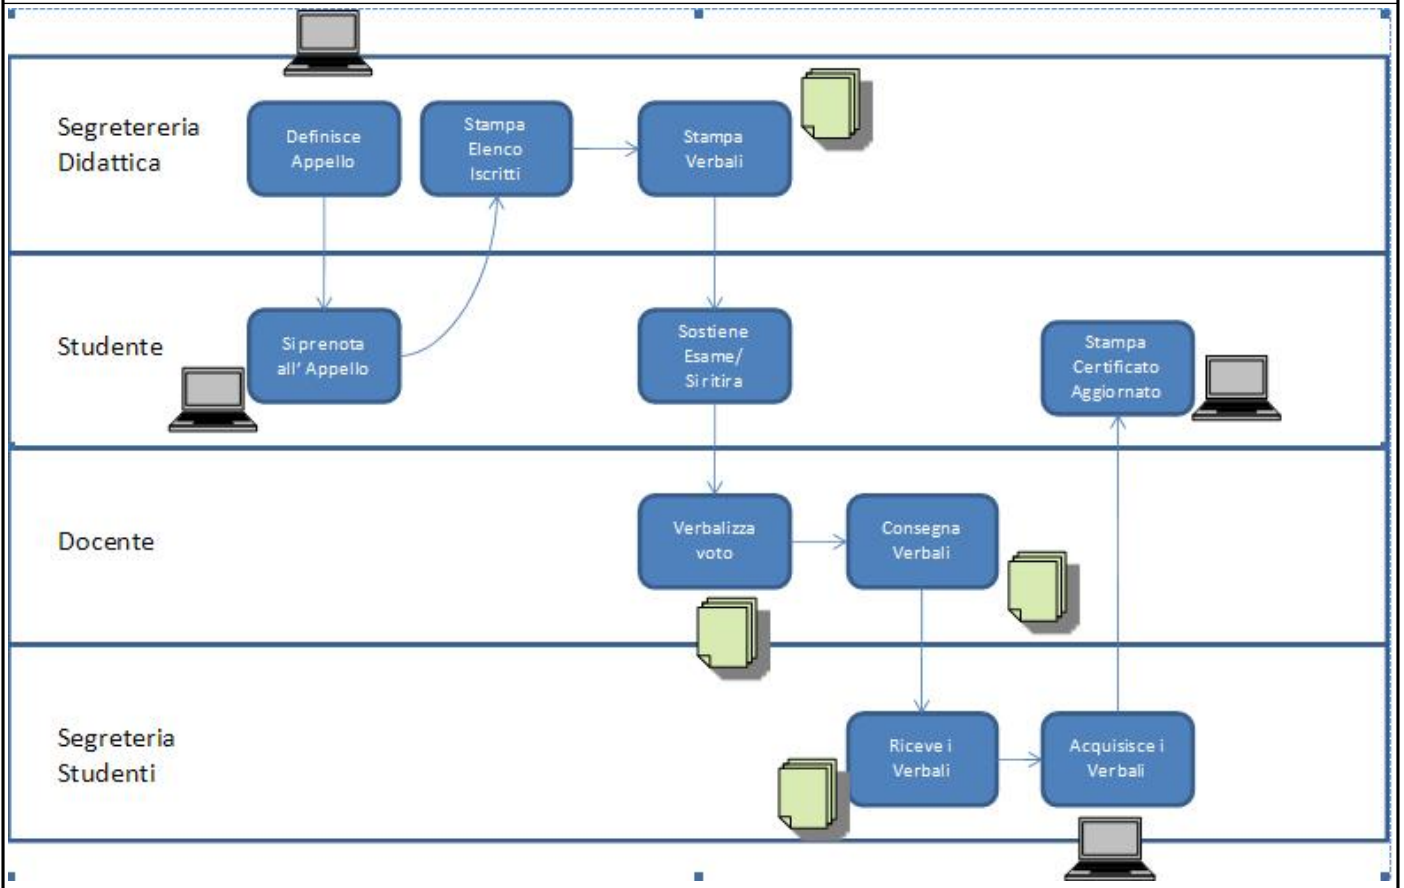 Segretereria
Didattica
Definisce
Appello
Stampa
Elenco
Iscritti
Stampa
Verbali
Studente
Si prenota
all' Appello
Sostiene
Esame/
Si ritira
Stampa
Certificato
Aggiornato
Docente
Verbalizza
voto
Consegna
Verbali
Segreteria
Studenti
Riceve i
Verbali
Acquisisce i
Verbali